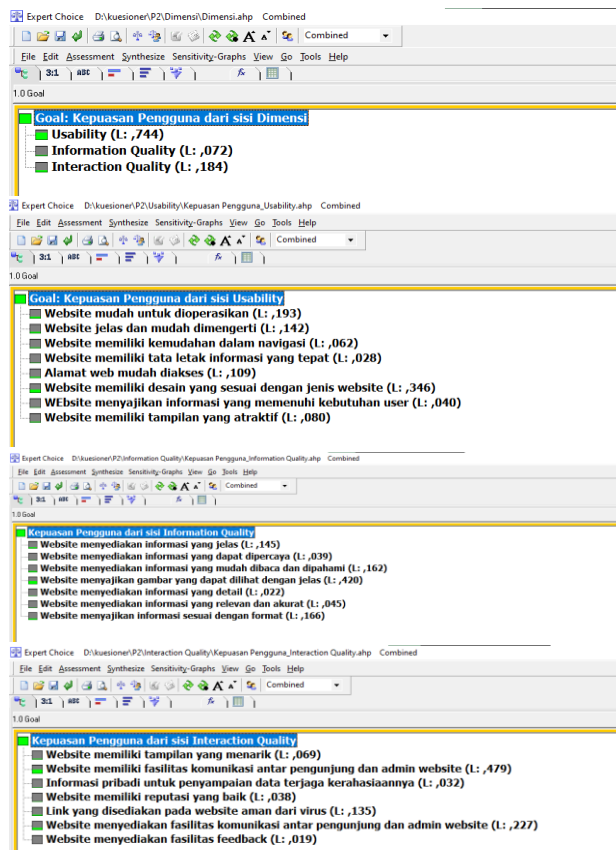 Expert Choice D:\kuesioner\P2\Dimensi\Dimensi.ahp Combined
Combined
File Edit Assessment Synthesize Sensitivity-Graphs View Go Tools Help
3:1 ABC fx
1.0 Goal
Goal: Kepuasan Pengguna dari sisi Dimensi
Usability (L: ,744)
Information Quality (L: ,072)
Interaction Quality (L: ,184)
Expert Choice D:\kuesioner\P2\Usability\Kepuasan Pengguna_Usability.ahp Combined
File Edit Assessment Synthesize Sensitivity-Graphs View Go Tools Help
Combined
3:1 ABC fx
1.0 Goal
Goal: Kepuasan Pengguna dari sisi Usability
Website mudah untuk dioperasikan (L: ,193)
Website jelas dan mudah dimengerti (L: ,142)
Website memiliki kemudahan dalam navigasi (L: ,062)
Website memiliki tata letak informasi yang tepat (L: ,028)
Alamat web mudah diakses (L: ,109)
Website memiliki desain yang sesuai dengan jenis website (L: ,346)
WEbsite menyajikan informasi yang memenuhi kebutuhan user (L: ,040)
Website memiliki tampilan yang atraktif (L: ,080)
Expert Choice D:\kuesioner\P2\Information Quality\Kepuasan Pengguna_Information Quality.ahp Combined
File Edit Assessment Synthesize Sensitivity-Graphs View Go Tools Help
Combined
3:1 ABC fx
1.0 Goal
Kepuasan Pengguna dari sisi Information Quality
Website menyediakan informasi yang jelas (L: ,145)
Website menyediakan informasi yang dapat dipercaya (L: ,039)
Website menyediakan informasi yang mudah dibaca dan dipahami (L: ,162)
Website menyajikan gambar yang dapat dilihat dengan jelas (L: ,420)
Website menyediakan informasi yang detail (L: ,022)
Website menyediakan informasi yang relevan dan akurat (L: ,045)
Website menyajikan informasi sesuai dengan format (L: ,166)
Expert Choice D:\kuesioner\P2\Interaction Quality\Kepuasan Pengguna_Interaction Quality.ahp Combined
File Edit Assessment Synthesize Sensitivity-Graphs View Go Tools Help
Combined
3:1 ABC fx
1.0 Goal
Kepuasan Pengguna dari sisi Interaction Quality
Website memiliki tampilan yang menarik (L: ,069)
Website memiliki fasilitas komunikasi antar pengunjung dan admin website (L: ,479)
Informasi pribadi untuk penyampaian data terjaga kerahasiaannya (L: ,032)
Website memiliki reputasi yang baik (L: ,038)
Link yang disediakan pada website aman dari virus (L: ,135)
Website menyediakan fasilitas komunikasi antar pengunjung dan admin website (L: ,227)
Website menyediakan fasilitas feedback (L: ,019)